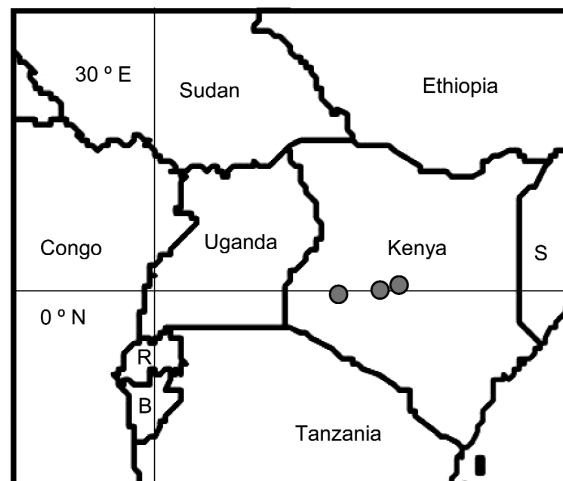 30 º E
Sudan
Ethiopia
Congo
Uganda
Kenya
S
0 º N
R
B
Tanzania